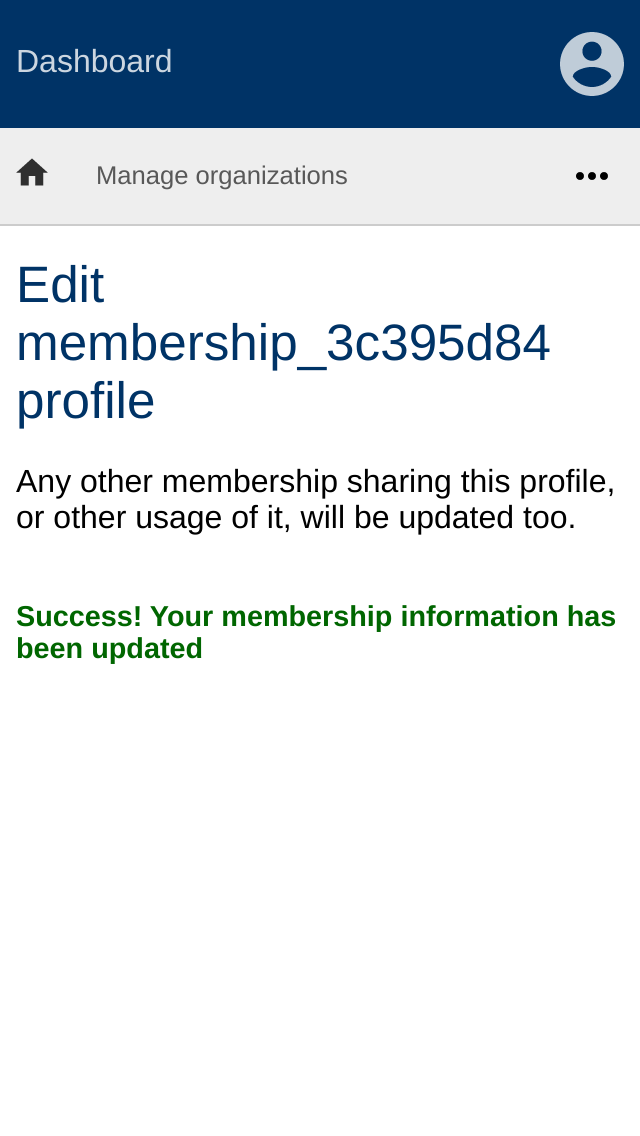 Dashboard
Manage organizations
Edit
membership_3c395d84
profile
Any other membership sharing this profile,
or other usage of it, will be updated too.
Success! Your membership information has
been updated